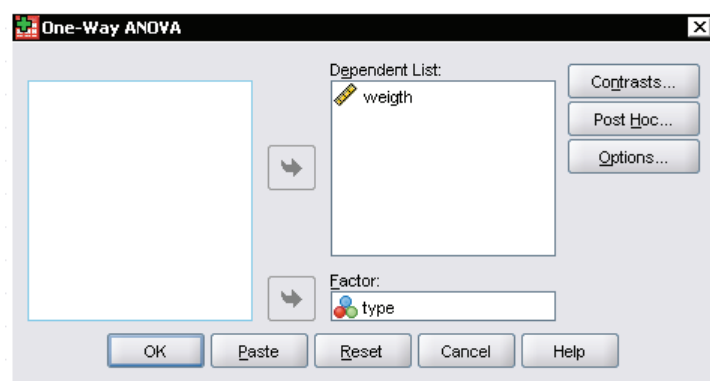 One-Way ANOVA
Dependent List:
weigth
Contrasts...
Post Hoc...
Options...
Factor:
type
OK
Paste
Reset
Cancel
Help